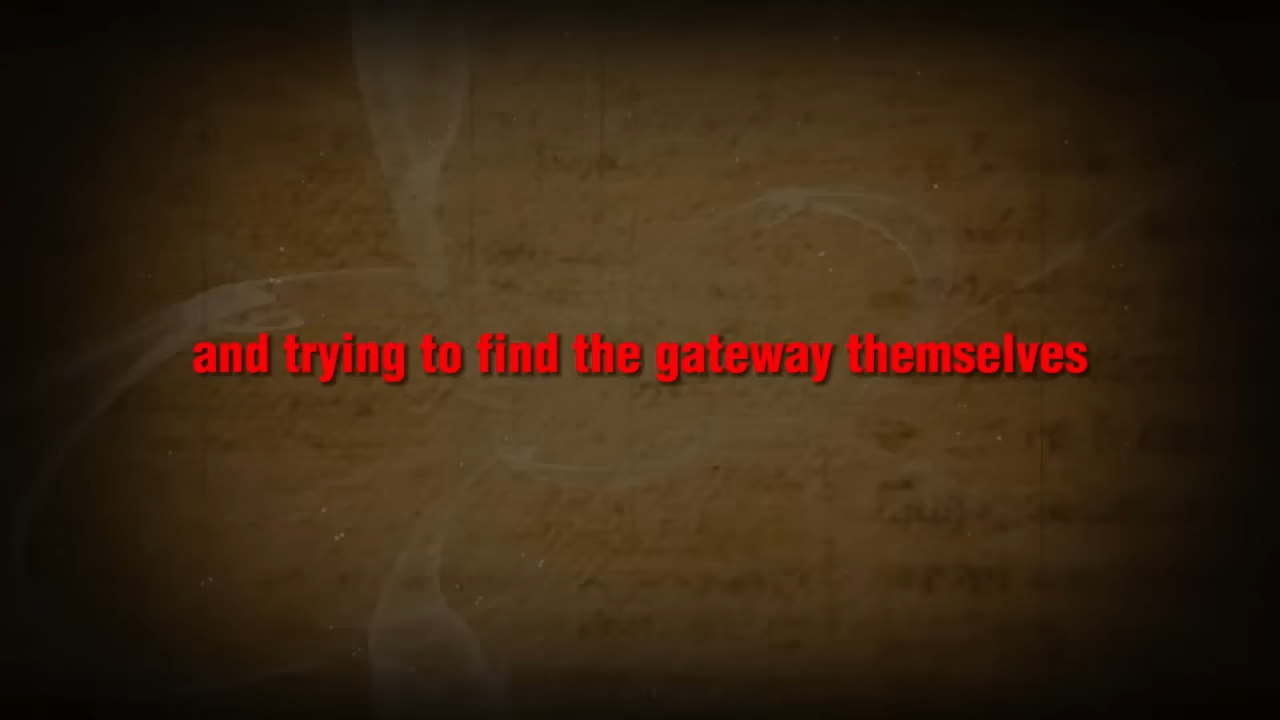 and trying to find the gateway themselves